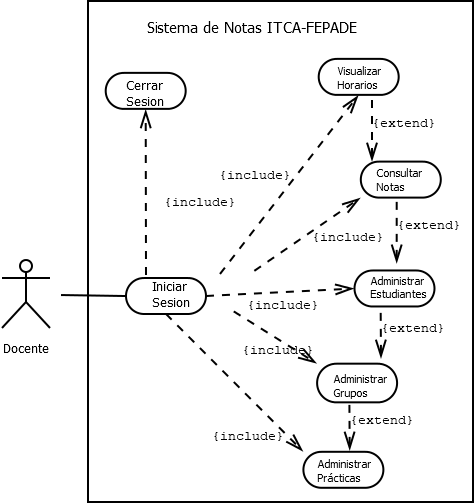 Sistema de Notas ITCA-FEPADE
Cerrar
Sesion
Visualizar
Horarios
{extend}
{include}
Consultar
Notas
{include}
{extend}
{include}
Iniciar
Sesion
Administrar
Estudiantes
{include}
{extend}
Docente
{include}
Administrar
Grupos
{extend}
{include}
Administrar
Prácticas